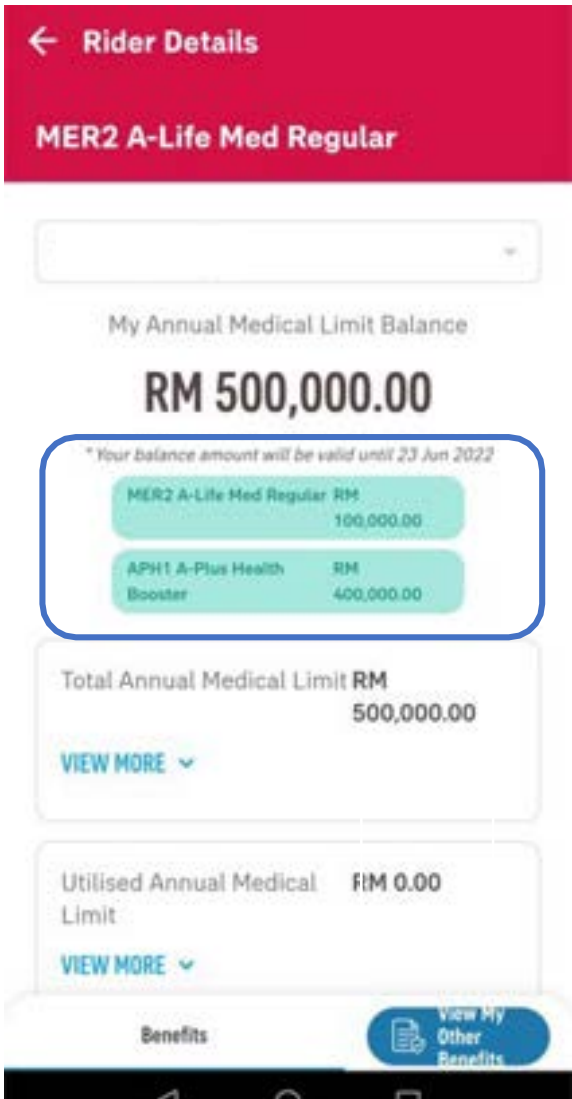 ← Rider Details
MER2 A-Life Med Regular
My Annual Medical Limit Balance
RM 500,000.00
* Your balance amount will be valid until 23 Jun 2022
MER2 A-Life Med Regular RM
100,000.00
APH1 A-Plus Health RM
Booster 400,000.00
Total Annual Medical Limit RM
500,000.00
VIEW MORE
Utilised Annual Medical RM 0.00
Limit
VIEW MORE
Benefits
View My
Other
Benefits